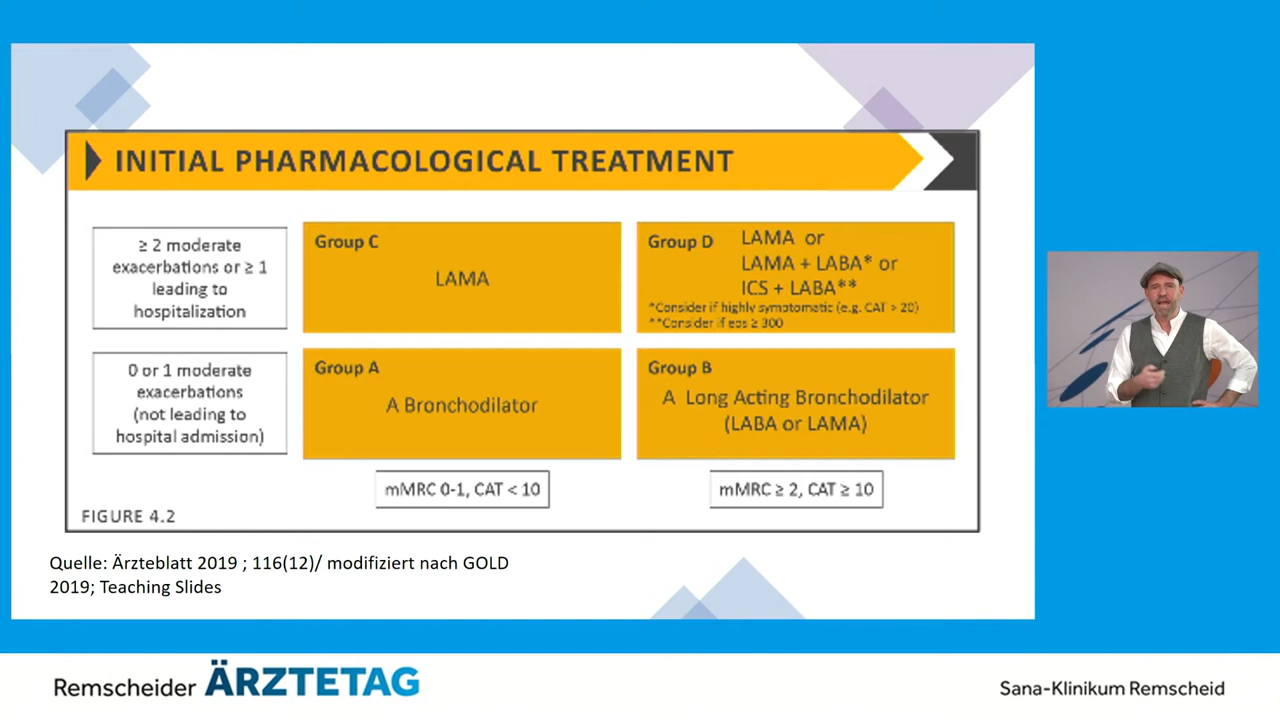 INITIAL PHARMACOLOGICAL TREATMENT
≥ 2 moderate
exacerbations or ≥ 1
leading to
hospitalization
Group C
LAMA
Group D
LAMA or
LAMA + LABA* or
ICS + LABA**
*Consider if highly symptomatic (e.g. CAT > 20)
**Consider if eos ≥ 300
0 or 1 moderate
exacerbations
(not leading to
hospital admission)
Group A
A Bronchodilator
Group B
A Long Acting Bronchodilator
(LABA or LAMA)
mMRC 0-1, CAT < 10
mMRC ≥ 2, CAT ≥ 10
FIGURE 4.2
Quelle: Ärzteblatt 2019 ; 116(12)/ modifiziert nach GOLD
2019; Teaching Slides
Remscheider ÄRZTETAG
Sana-Klinikum Remscheid